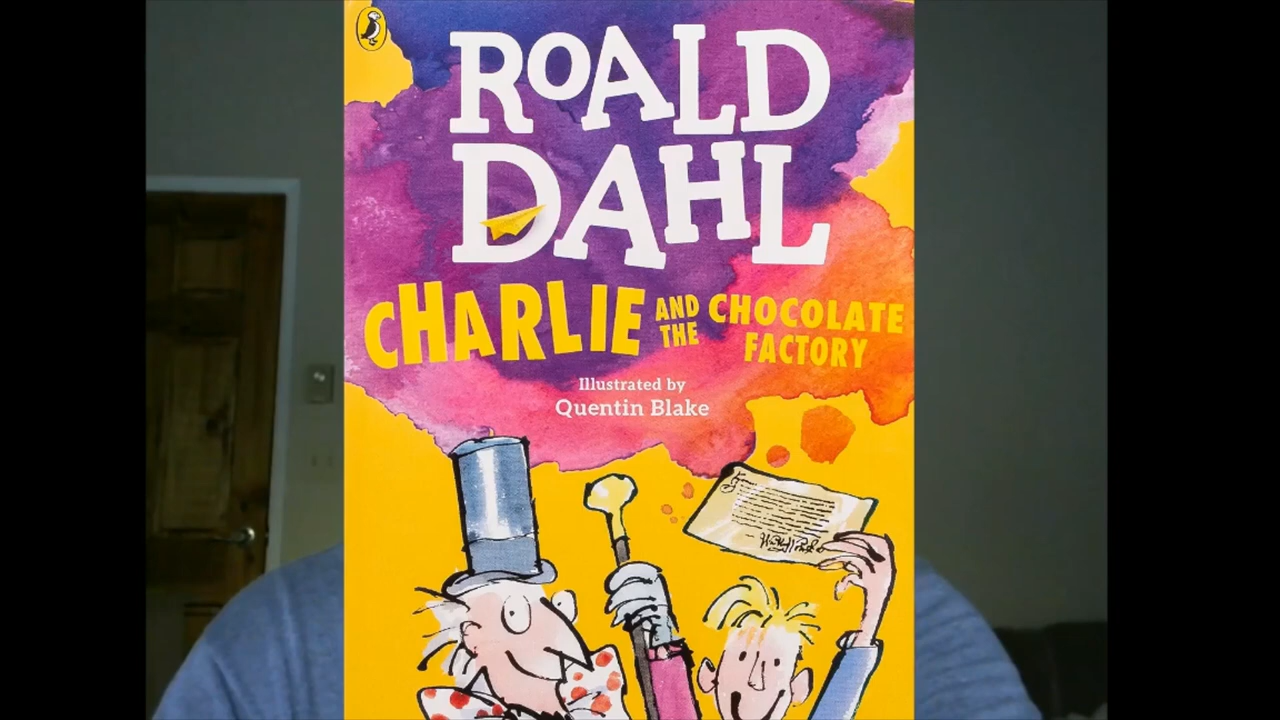 ROALD
DAHL
CHARLIE AND THE CHOCOLATE FACTORY
Illustrated by
Quentin Blake